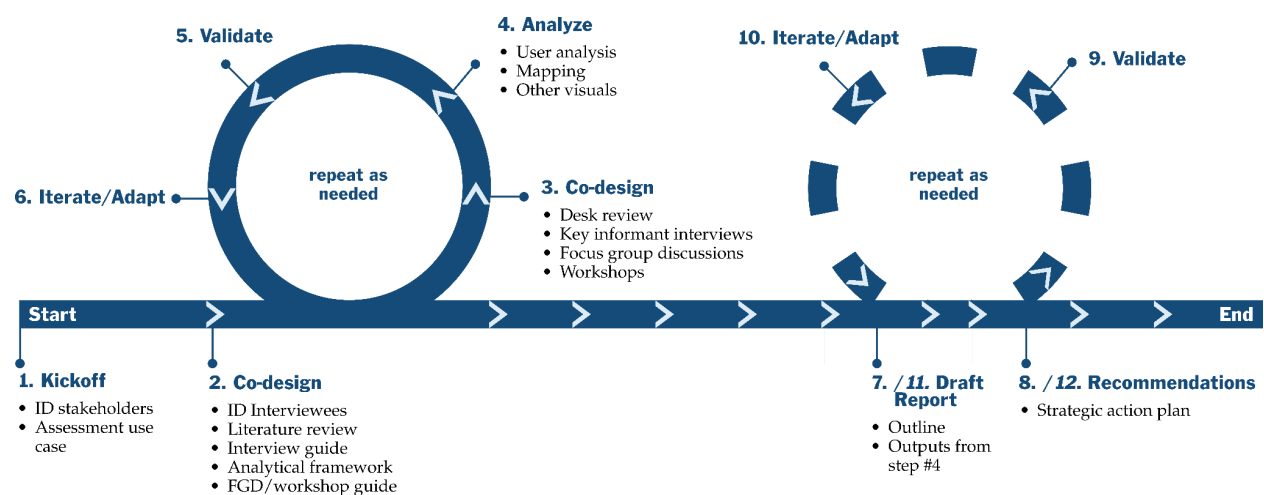 5. Validate
4. Analyze
• User analysis
• Mapping
• Other visuals
6. Iterate/Adapt
repeat as
needed
3. Co-design
• Desk review
• Key informant interviews
• Focus group discussions
• Workshops
10. Iterate/Adapt
9. Validate
repeat as
needed
Start
End
1. Kickoff
• ID stakeholders
• Assessment use
case
2. Co-design
• ID Interviewees
• Literature review
• Interview guide
• Analytical framework
• FGD/workshop guide
7. /11. Draft
Report
• Outline
• Outputs from
step #4
8. /12. Recommendations
• Strategic action plan